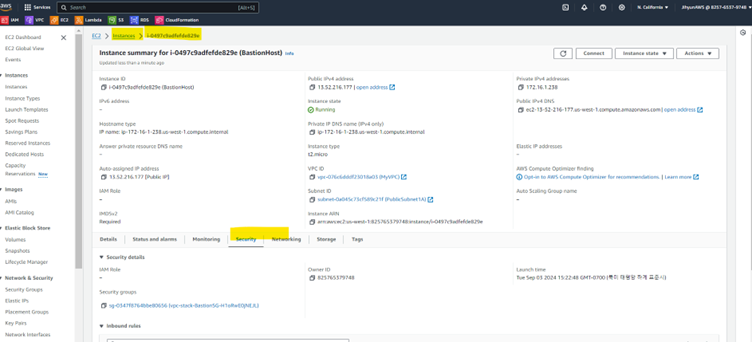 aws
Services
Search
[Alt+S]
N. California
JihyunAWS @ 8257-6537-9748
IAM
VPC
EC2
Lambda
S3
RDS
CloudFormation
EC2 Dashboard
EC2 Global View
Events
Instances
Instances
Instance Types
Launch Templates
Spot Requests
Savings Plans
Reserved Instances
Dedicated Hosts
Capacity
Reservations New
Images
AMIs
AMI Catalog
Elastic Block Store
Volumes
Snapshots
Lifecycle Manager
Network & Security
Security Groups
Elastic IPs
Placement Groups
Key Pairs
Network Interfaces
EC2 > Instances > i-0497c9adfefde829e
Instance summary for i-0497c9adfefde829e (BastionHost) Info
Updated less than a minute ago
Connect
Instance state
Actions
Instance ID
i-0497c9adfefde829e (BastionHost)
Public IPv4 address
13.52.216.177 | open address
Private IPv4 addresses
172.16.1.238
IPv6 address
–
Instance state
Running
Public IPv4 DNS
ec2-13-52-216-177.us-west-1.compute.amazonaws.com | open address
Hostname type
IP name: ip-172-16-1-238.us-west-1.compute.internal
Private IP DNS name (IPv4 only)
ip-172-16-1-238.us-west-1.compute.internal
Answer private resource DNS name
–
Instance type
t2.micro
Elastic IP addresses
–
Auto-assigned IP address
13.52.216.177 [Public IP]
VPC ID
(MyVPC)
AWS Compute Optimizer finding
Opt-in to AWS Compute Optimizer for recommendations. | Learn more
IAM Role
–
Subnet ID
(PublicSubnet1A)
Auto Scaling Group name
–
IMDSv2
Required
Instance ARN
arn:aws:ec2:us-west-1:825765379748:instance/i-0497c9adfefde829e
Details
Status and alarms
Monitoring
Security
Networking
Storage
Tags
Security details
IAM Role
–
Owner ID
825765379748
Launch time
Tue Sep 03 2024 15:22:48 GMT-0700 (북미 태평양 하계 표준시)
Security groups
Inbound rules